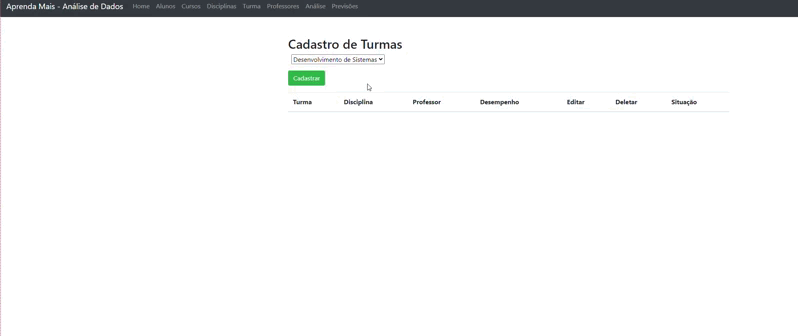 Aprenda Mais - Análise de Dados Home Alunos Cursos Disciplinas Turma Professores Análise Previsões
Cadastro de Turmas
Desenvolvimento de Sistemas
Cadastrar
Turma Disciplina Professor Desempenho Editar Deletar Situação